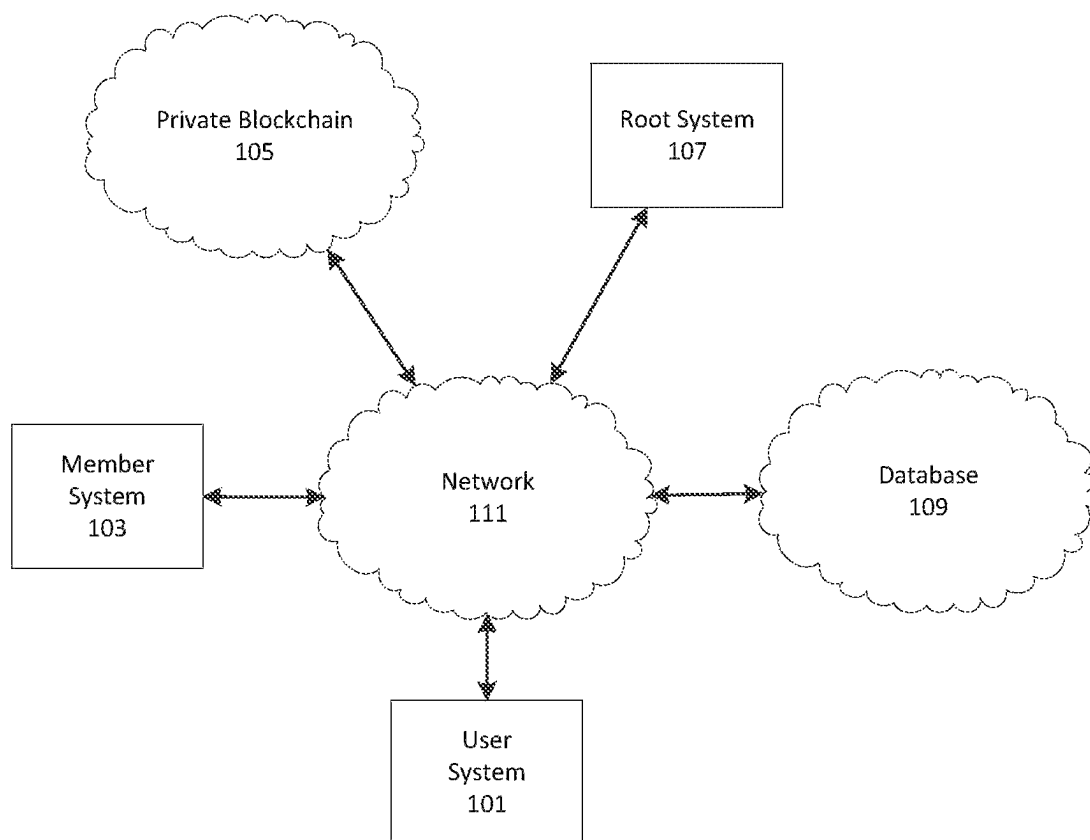 Private Blockchain
105
Root System
107
Member
System
103
Network
111
Database
109
User
System
101